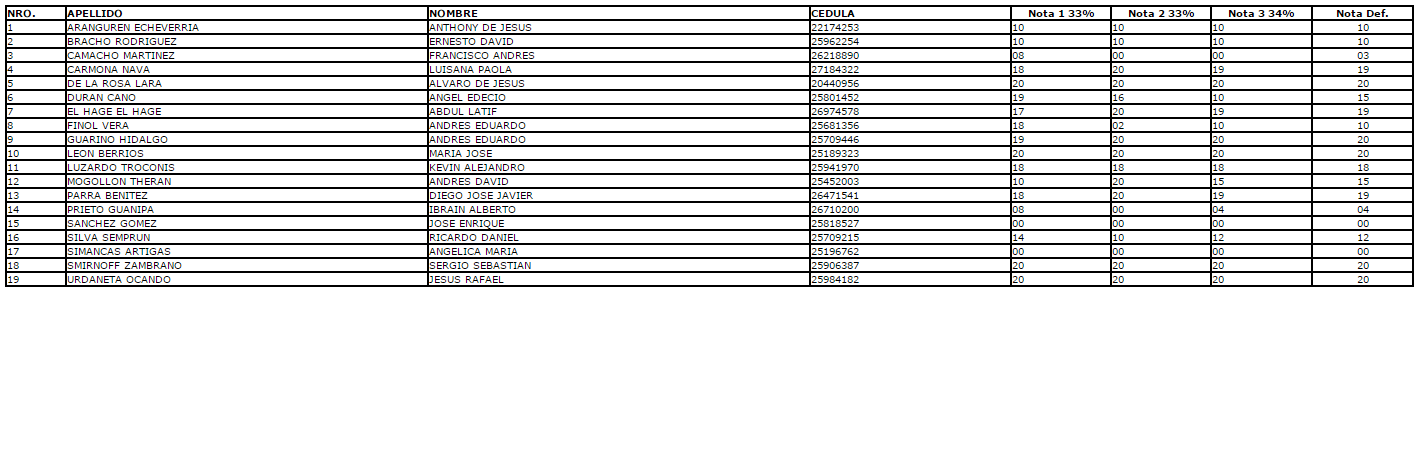 NRO. APELLIDO NOMBRE CEDULA Nota 1 33% Nota 2 33% Nota 3 34% Nota Def.
1 ARANGUREN ECHEVERRIA ANTHONY DE JESUS 22174253 10 10 10 10
2 BRACHO RODRIGUEZ ERNESTO DAVID 25962254 10 10 10 10
3 CAMACHO MARTINEZ FRANCISCO ANDRES 26218890 08 00 00 03
4 CARMONA NAVA LUISANA PAOLA 27184322 18 20 19 19
5 DE LA ROSA LARA ALVARO DE JESUS 20440956 20 20 20 20
6 DURAN CANO ANGEL EDECIO 25801452 19 16 10 15
7 EL HAGE EL HAGE ABDUL LATIF 26974578 17 20 19 19
8 FINOL VERA ANDRES EDUARDO 25681356 18 02 10 10
9 GUARINO HIDALGO ANDRES EDUARDO 25709446 19 20 20 20
10 LEON BERRIOS MARIA JOSE 25189323 20 20 20 20
11 LUZARDO TROCONIS KEVIN ALEJANDRO 25941970 18 18 18 18
12 MOGOLLON THERAN ANDRES DAVID 25452003 10 20 15 15
13 PARRA BENITEZ DIEGO JOSE JAVIER 26471541 18 20 19 19
14 PRIETO GUANIPA IBRAIN ALBERTO 26710200 08 00 04 04
15 SANCHEZ GOMEZ JOSE ENRIQUE 25818527 00 00 00 00
16 SILVA SEMPRUN RICARDO DANIEL 25709215 14 10 12 12
17 SIMANCAS ARTIGAS ANGELICA MARIA 25196762 00 00 00 00
18 SMIRNOFF ZAMBRANO SERGIO SEBASTIAN 25906387 20 20 20 20
19 URDANETA OCANDO JESUS RAFAEL 25984182 20 20 20 20